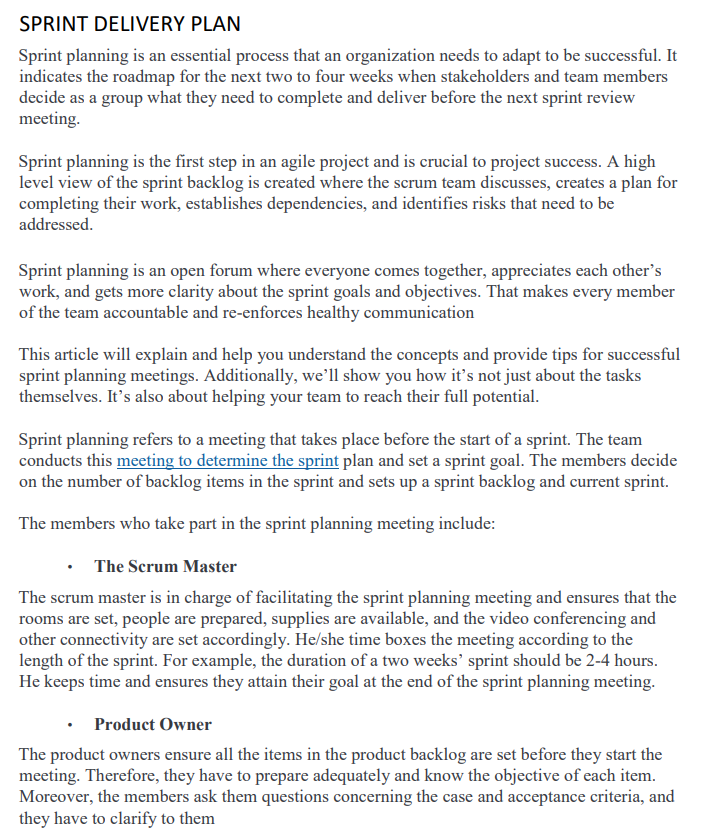 SPRINT DELIVERY PLAN
Sprint planning is an essential process that an organization needs to adapt to be successful. It
indicates the roadmap for the next two to four weeks when stakeholders and team members
decide as a group what they need to complete and deliver before the next sprint review
meeting.
Sprint planning is the first step in an agile project and is crucial to project success. A high
level view of the sprint backlog is created where the scrum team discusses, creates a plan for
completing their work, establishes dependencies, and identifies risks that need to be
addressed.
Sprint planning is an open forum where everyone comes together, appreciates each other’s
work, and gets more clarity about the sprint goals and objectives. That makes every member
of the team accountable and re-enforces healthy communication
This article will explain and help you understand the concepts and provide tips for successful
sprint planning meetings. Additionally, we’ll show you how it’s not just about the tasks
themselves. It’s also about helping your team to reach their full potential.
Sprint planning refers to a meeting that takes place before the start of a sprint. The team
conducts this meeting to determine the sprint plan and set a sprint goal. The members decide
on the number of backlog items in the sprint and sets up a sprint backlog and current sprint.
The members who take part in the sprint planning meeting include:
• The Scrum Master
The scrum master is in charge of facilitating the sprint planning meeting and ensures that the
rooms are set, people are prepared, supplies are available, and the video conferencing and
other connectivity are set accordingly. He/she time boxes the meeting according to the
length of the sprint. For example, the duration of a two weeks’ sprint should be 2-4 hours.
He keeps time and ensures they attain their goal at the end of the sprint planning meeting.
• Product Owner
The product owners ensure all the items in the product backlog are set before they start the
meeting. Therefore, they have to prepare adequately and know the objective of each item.
Moreover, the members ask them questions concerning the case and acceptance criteria, and
they have to clarify to them